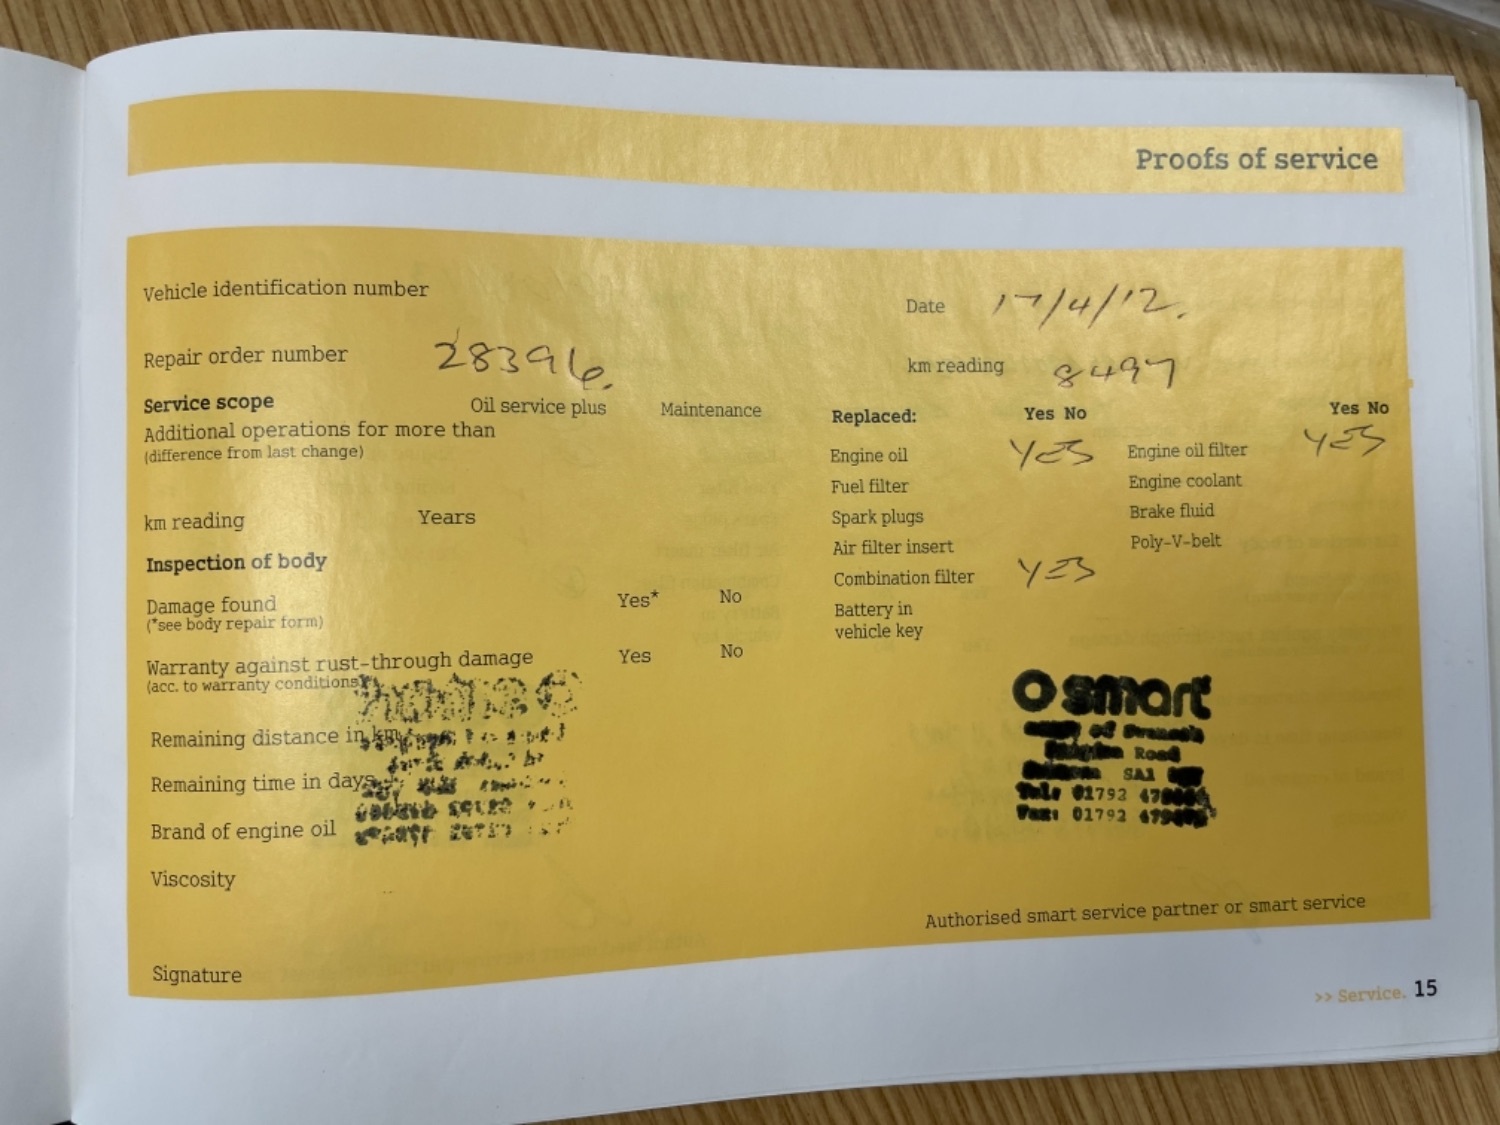 Proofs of service
Vehicle identification number
Date 17/4/12.
Repair order number 28396.
km reading 8497
Service scope
Oil service plus
Maintenance
Additional operations for more than
(difference from last change)
km reading
Years
Inspection of body
Damage found
(*see body repair form)
Yes*
No
Warranty against rust-through damage
(acc. to warranty conditions)
Yes
No
Remaining distance in km
Remaining time in days
Brand of engine oil
Viscosity
Signature
Replaced:
Yes No
Yes No
Engine oil YES
Engine oil filter YES
Fuel filter
Engine coolant
Spark plugs
Brake fluid
Air filter insert
Poly-V-belt
Combination filter YES
Battery in
vehicle key
smart
of Swansea
Road
SA1
Tel: 01792
Fax: 01792
Authorised smart service partner or smart service
>> Service. 15